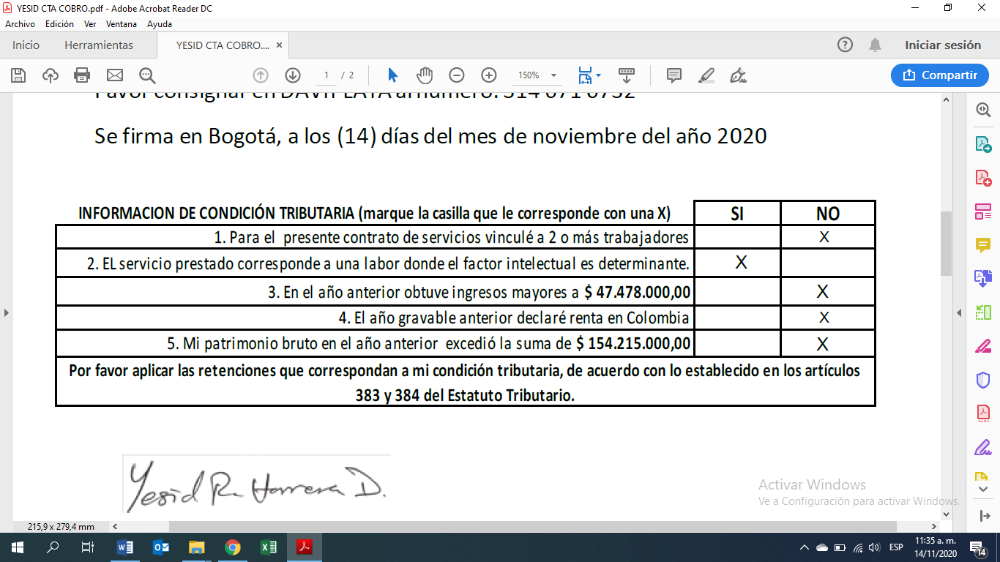 YESID CTA COBRO.pdf - Adobe Acrobat Reader DC
Archivo Edición Ver Ventana Ayuda
Inicio Herramientas YESID CTA COBRO.... × Iniciar sesión
1 / 2 150% Compartir
Favor consignar en DAVIPLATA al número: 314 671 6732
Se firma en Bogotá, a los (14) días del mes de noviembre del año 2020
INFORMACION DE CONDICIÓN TRIBUTARIA (marque la casilla que le corresponde con una X) SI NO
1. Para el presente contrato de servicios vinculé a 2 o más trabajadores X
2. EL servicio prestado corresponde a una labor donde el factor intelectual es determinante. X
3. En el año anterior obtuve ingresos mayores a $ 47.478.000,00 X
4. El año gravable anterior declaré renta en Colombia X
5. Mi patrimonio bruto en el año anterior excedió la suma de $ 154.215.000,00 X
Por favor aplicar las retenciones que correspondan a mi condición tributaria, de acuerdo con lo establecido en los artículos
383 y 384 del Estatuto Tributario.
Yesid R. Herrera D.
Activar Windows
Ve a Configuración para activar Windows.
215,9 x 279,4 mm
ESP
11:35 a. m.
14/11/2020
14